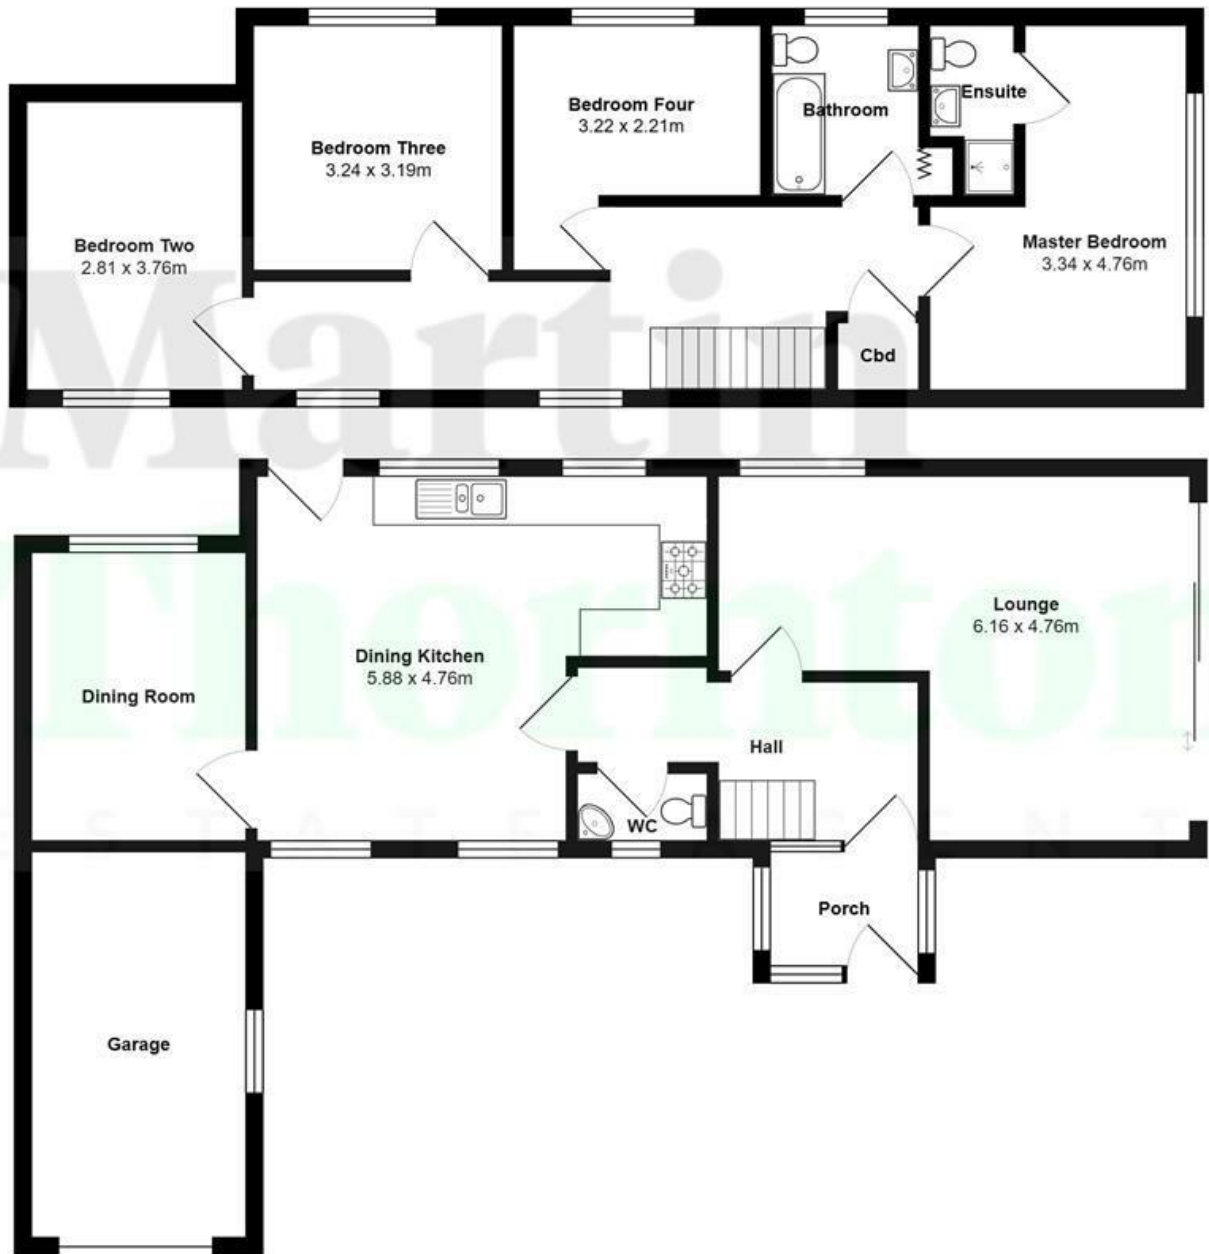 Bedroom Four
3.22 x 2.21m
Bathroom
Ensuite
Bedroom Three
3.24 x 3.19m
Bedroom Two
2.81 x 3.76m
Master Bedroom
3.34 x 4.76m
Cbd
Martin
Thornton
Lounge
6.16 x 4.76m
Dining Kitchen
5.88 x 4.76m
Dining Room
Hall
WC
Porch
Garage